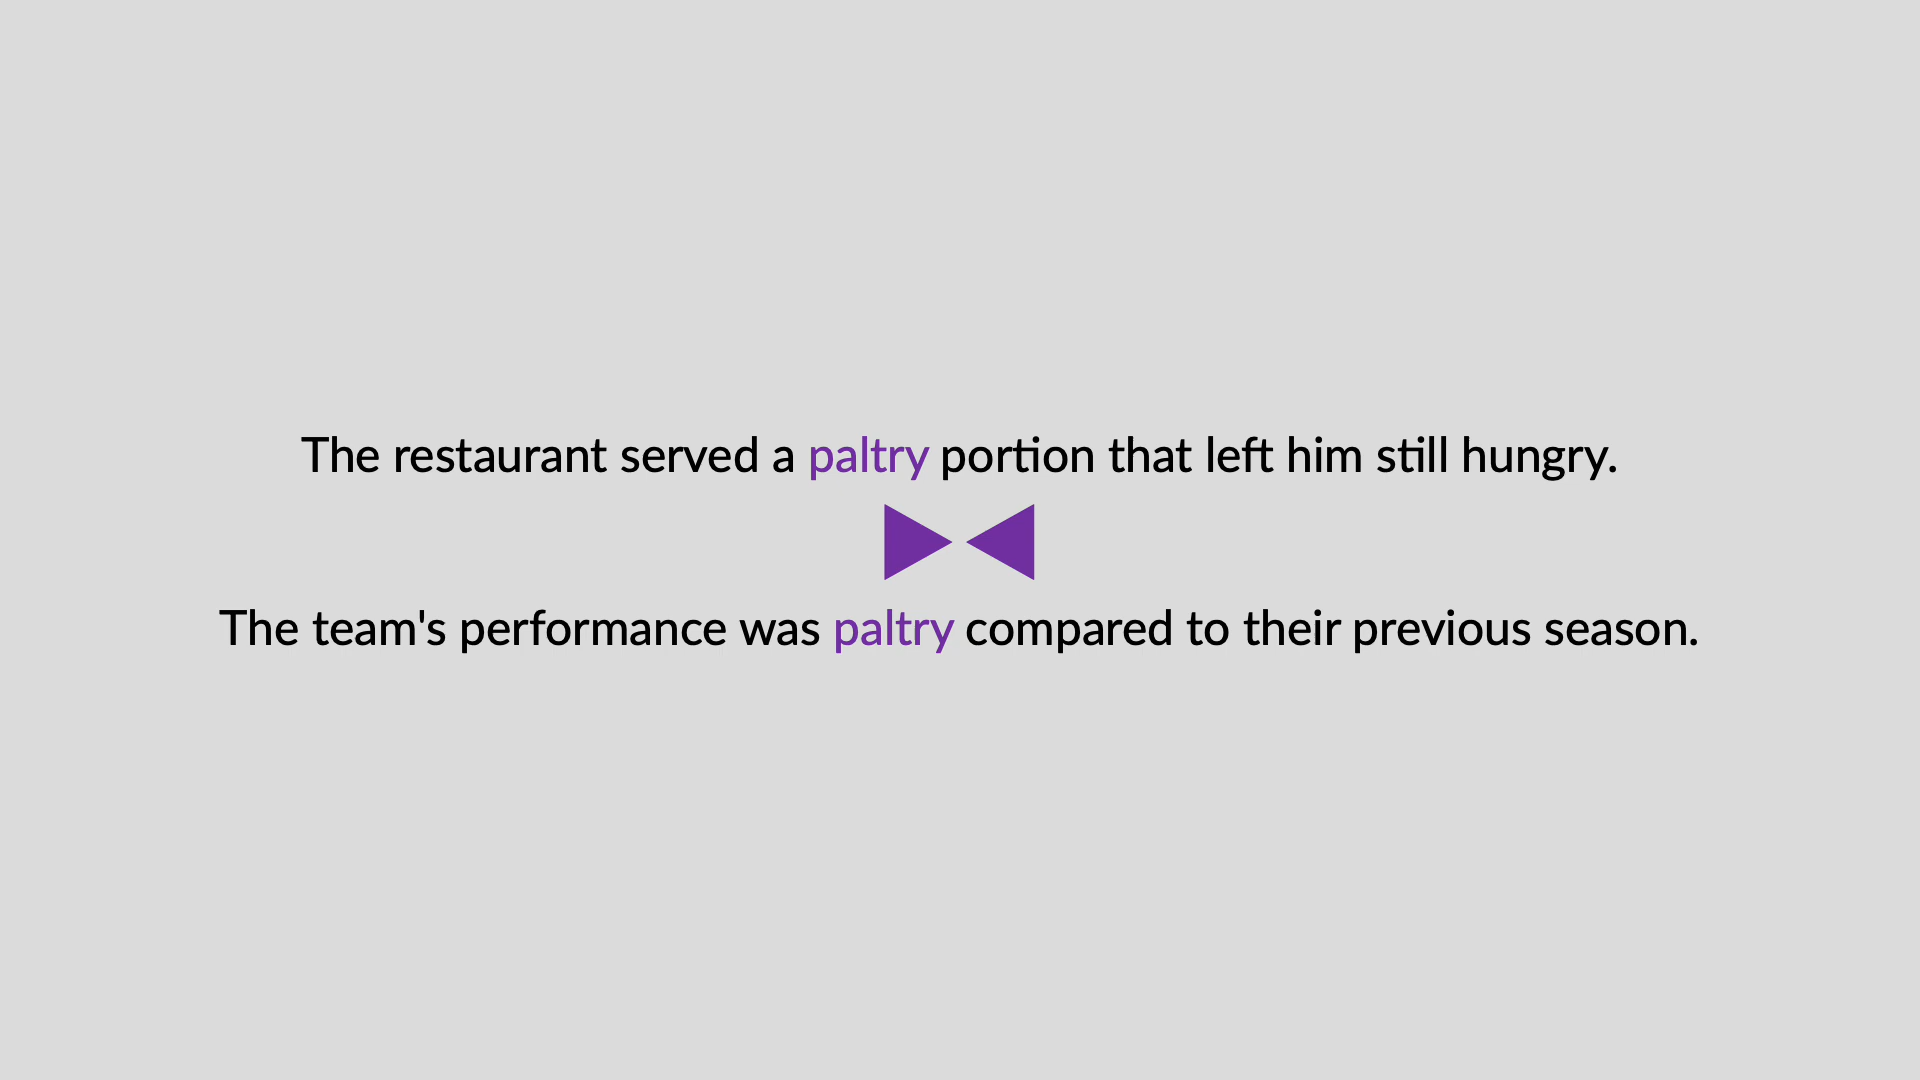 The restaurant served a paltry portion that left him still hungry.
The team's performance was paltry compared to their previous season.